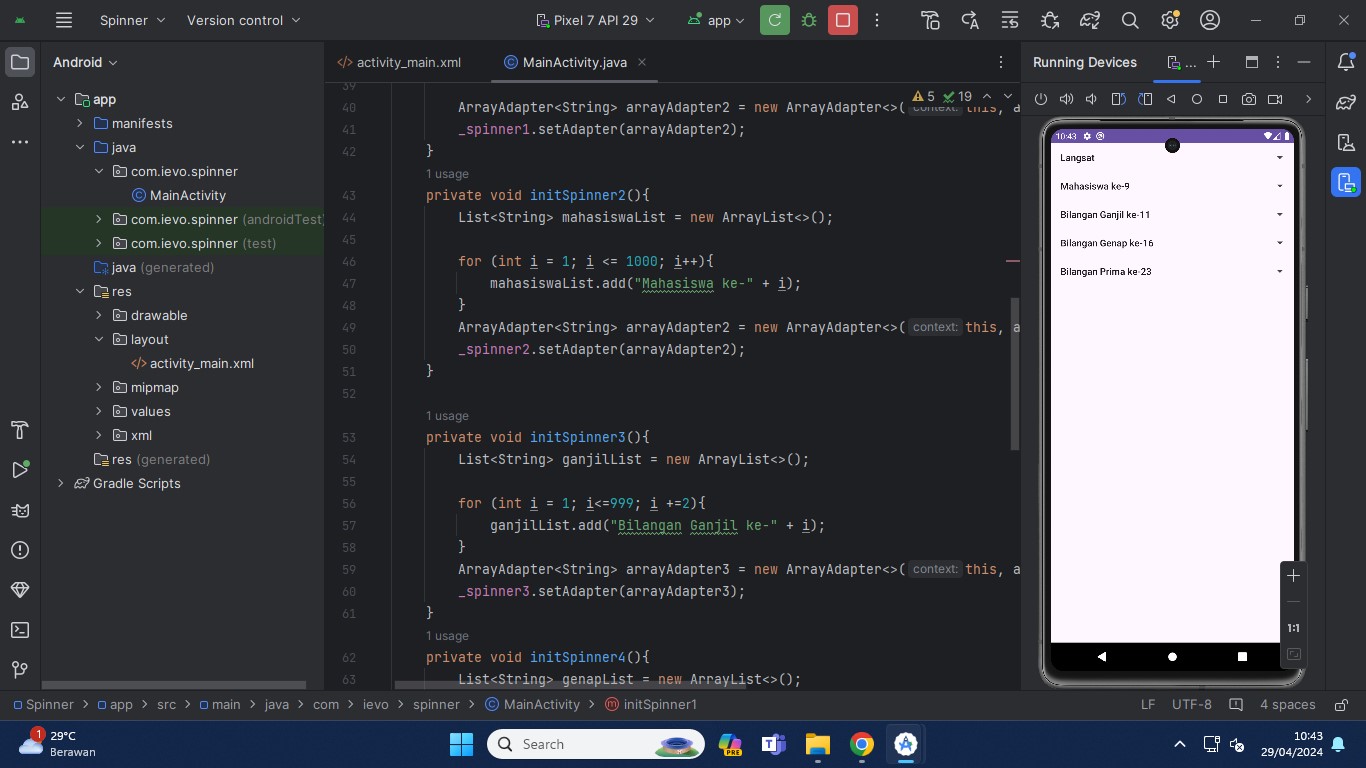 Spinner
Version control
Pixel 7 API 29
app
Android
activity_main.xml
MainActivity.java
Running Devices
...
app
manifests
java
com.ievo.spinner
MainActivity
com.ievo.spinner (androidTest)
com.ievo.spinner (test)
java (generated)
res
drawable
layout
activity_main.xml
mipmap
values
xml
res (generated)
Gradle Scripts
5 19
39
40 ArrayAdapter<String> arrayAdapter2 = new ArrayAdapter<>( context: this, a
41 _spinner1.setAdapter(arrayAdapter2);
42 }
1 usage
43 private void initSpinner2(){
44 List<String> mahasiswaList = new ArrayList<>();
45
46 for (int i = 1; i <= 1000; i++){
47 mahasiswaList.add("Mahasiswa ke-" + i);
48 }
49 ArrayAdapter<String> arrayAdapter2 = new ArrayAdapter<>( context: this, a
50 _spinner2.setAdapter(arrayAdapter2);
51 }
52
1 usage
53 private void initSpinner3(){
54 List<String> ganjilList = new ArrayList<>();
55
56 for (int i = 1; i<=999; i +=2){
57 ganjilList.add("Bilangan Ganjil ke-" + i);
58 }
59 ArrayAdapter<String> arrayAdapter3 = new ArrayAdapter<>( context: this, a
60 _spinner3.setAdapter(arrayAdapter3);
61 }
1 usage
62 private void initSpinner4(){
63 List<String> genapList = new ArrayList<>();
10:43
Langsat
Mahasiswa ke-9
Bilangan Ganjil ke-11
Bilangan Genap ke-16
Bilangan Prima ke-23
1:1
Spinner > app > src > main > java > com > ievo > spinner > MainActivity > initSpinner1
LF UTF-8 4 spaces
1
29°C
Berawan
Search
PRE
10:43
29/04/2024